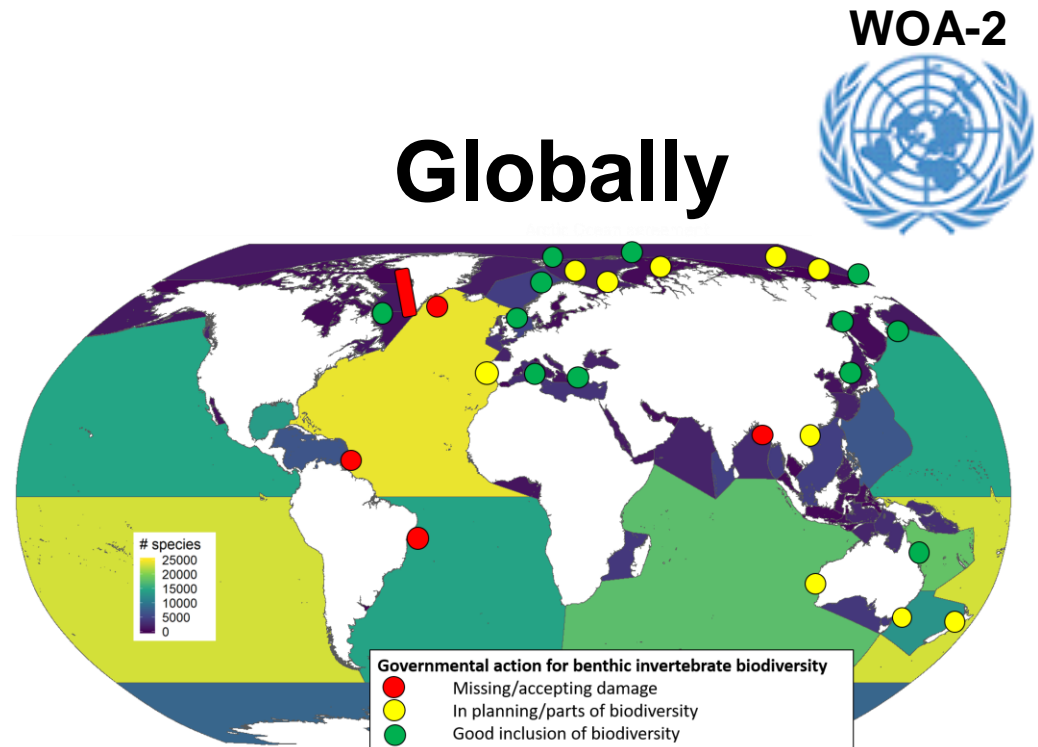 WOA-2
Globally
# species
25000
20000
15000
10000
5000
0
Governmental action for benthic invertebrate biodiversity
Missing/accepting damage
In planning/parts of biodiversity
Good inclusion of biodiversity